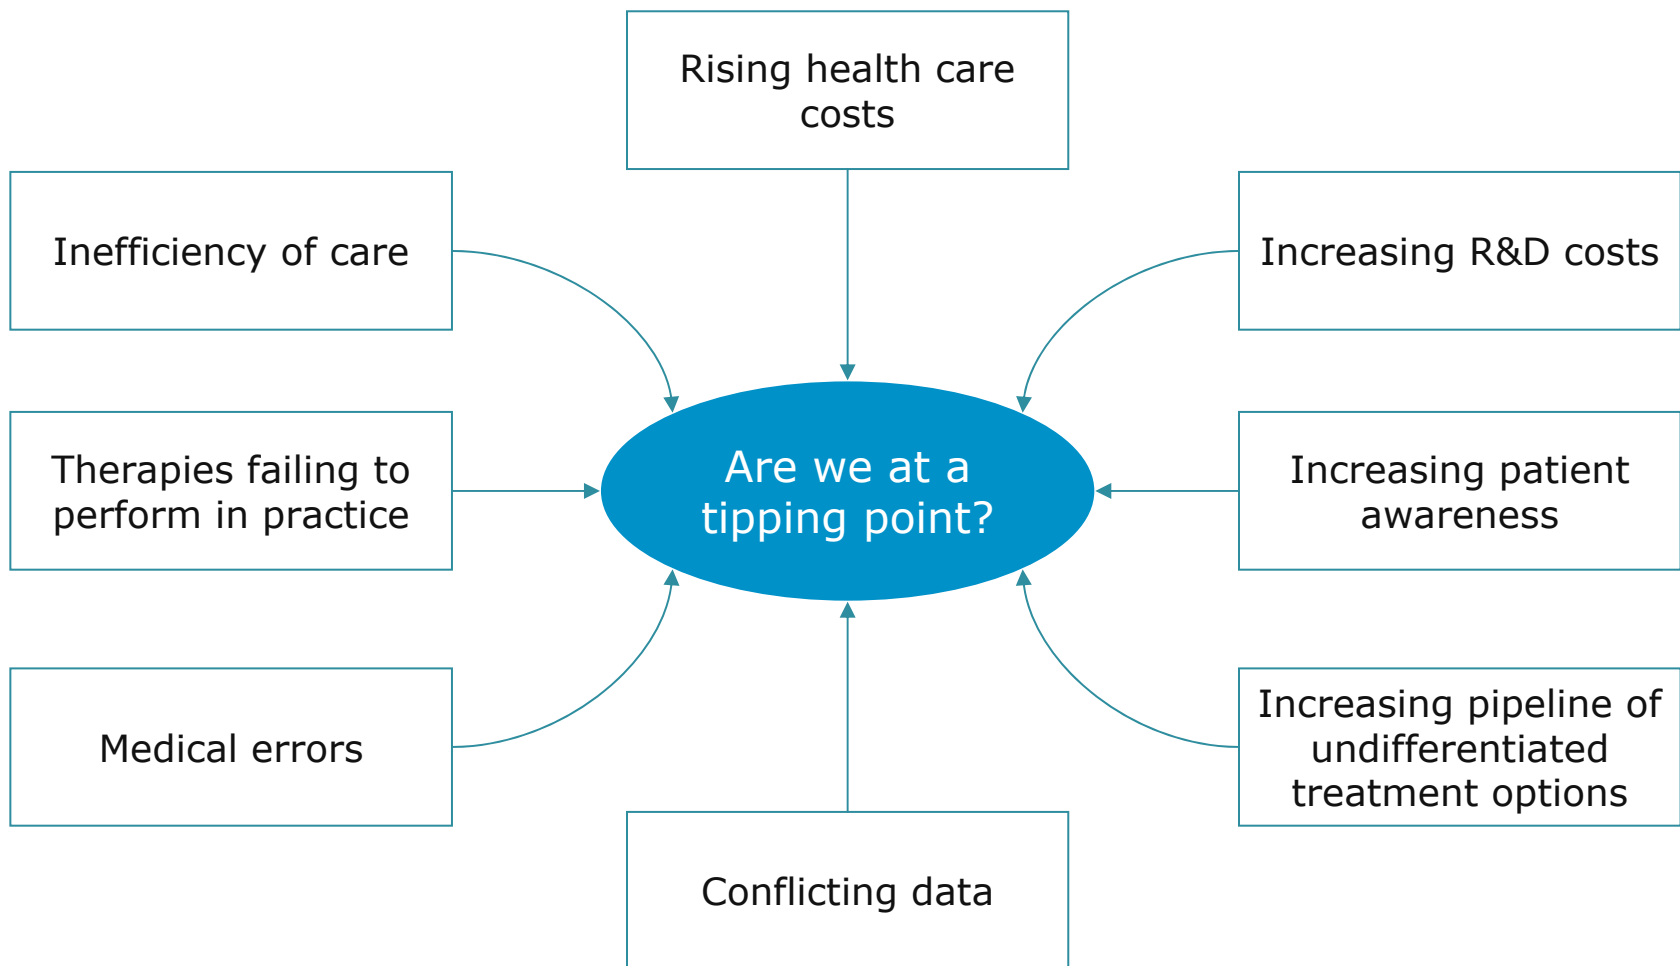 Rising health care
costs
Inefficiency of care
Increasing R&D costs
Therapies failing to
perform in practice
Are we at a
tipping point?
Increasing patient
awareness
Medical errors
Increasing pipeline of
undifferentiated
treatment options
Conflicting data